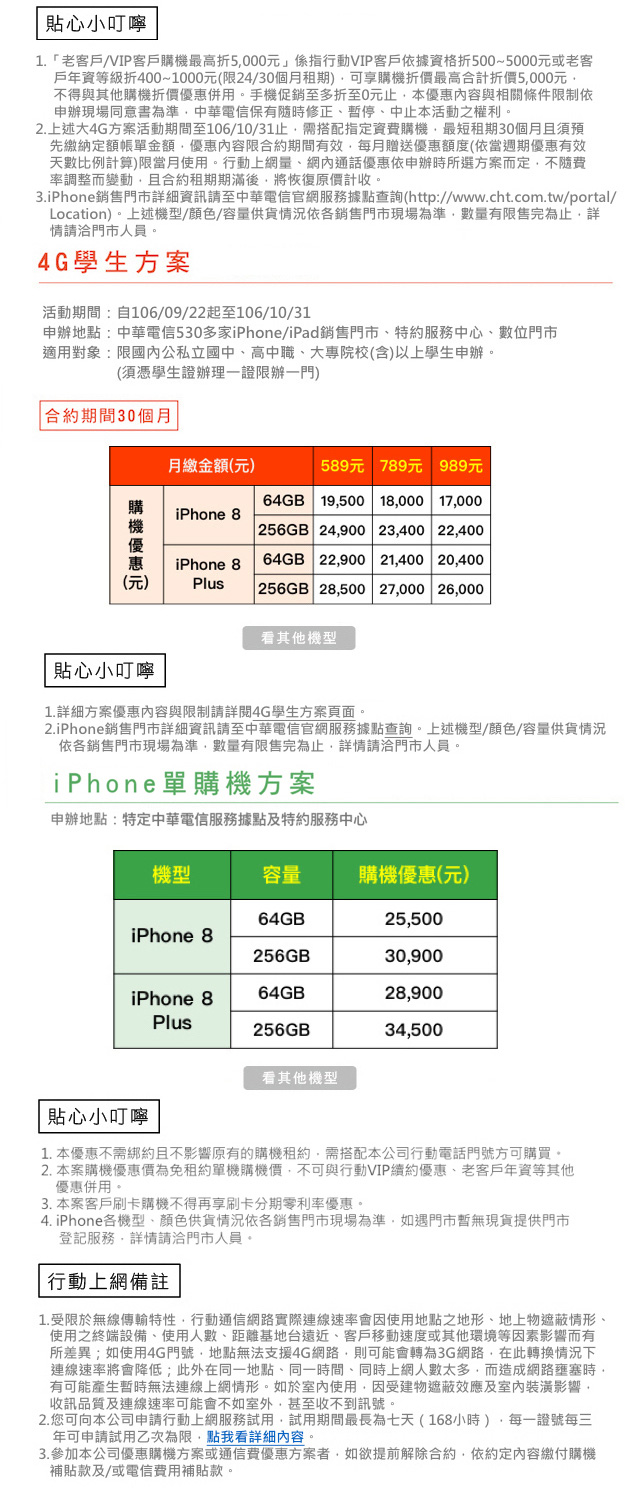 貼心小叮嚀
1.「老客戶/VIP客戶購機最高折5,000元」係指行動VIP客戶依據資格折500~5000元或老客
戶年資等級折400~1000元(限24/30個月租期)，可享購機折價最高合計折價5,000元，
不得與其他購機折價優惠併用。手機促銷至多折至0元止，本優惠內容與相關條件限制依
申辦現場同意書為準，中華電信保有隨時修正、暫停、中止本活動之權利。
2.上述大4G方案活動期間至106/10/31止，需搭配指定資費購機，最短租期30個月且須預
先繳納定額帳單金額，優惠內容限合約期間有效，每月贈送優惠額度(依當週期優惠有效
天數比例計算)限當月使用。行動上網量、網內通話優惠依申辦時所選方案而定，不隨費
率調整而變動，且合約租期期滿後，將恢復原價計收。
3.iPhone銷售門市詳細資訊請至中華電信官網服務據點查詢(http://www.cht.com.tw/portal/
Location)。上述機型/顏色/容量供貨情況依各銷售門市現場為準，數量有限售完為止，詳
情請洽門市人員。
4G學生方案
活動期間：自106/09/22起至106/10/31
申辦地點：中華電信530多家iPhone/iPad銷售門市、特約服務中心、數位門市
適用對象：限國內公私立國中、高中職、大專院校(含)以上學生申辦。
(須憑學生證辦理一證限辦一門)
合約期間30個月
月繳金額(元) 589元 789元 989元
購機優惠(元) iPhone 8 64GB 19,500 18,000 17,000
256GB 24,900 23,400 22,400
iPhone 8 Plus 64GB 22,900 21,400 20,400
256GB 28,500 27,000 26,000
看其他機型
貼心小叮嚀
1.詳細方案優惠內容與限制請詳閱4G學生方案頁面。
2.iPhone銷售門市詳細資訊請至中華電信官網服務據點查詢。上述機型/顏色/容量供貨情況
依各銷售門市現場為準，數量有限售完為止，詳情請洽門市人員。
iPhone單購機方案
申辦地點：特定中華電信服務據點及特約服務中心
機型 容量 購機優惠(元)
iPhone 8 64GB 25,500
256GB 30,900
iPhone 8 Plus 64GB 28,900
256GB 34,500
看其他機型
貼心小叮嚀
1. 本優惠不需綁約且不影響原有的購機租約，需搭配本公司行動電話門號方可購買。
2. 本案購機優惠價為免租約單機購機價，不可與行動VIP續約優惠、老客戶年資等其他
優惠併用。
3. 本案客戶刷卡購機不得再享刷卡分期零利率優惠。
4. iPhone各機型、顏色供貨情況依各銷售門市現場為準，如遇門市暫無現貨提供門市
登記服務，詳情請洽門市人員。
行動上網備註
1.受限於無線傳輸特性，行動通信網路實際連線速率會因使用地點之地形、地上物遮蔽情形、
使用之終端設備、使用人數、距離基地台遠近、客戶移動速度或其他環境等因素影響而有
所差異；如使用4G門號，地點無法支援4G網路，則可能會轉為3G網路，在此轉換情況下
連線速率將會降低；此外在同一地點、同一時間、同時上網人數太多，而造成網路壅塞時，
有可能產生暫時無法連線上網情形。如於室內使用，因受建物遮蔽效應及室內裝潢影響，
收訊品質及連線速率可能會不如室外，甚至收不到訊號。
2.您可向本公司申請行動上網服務試用，試用期間最長為七天（168小時），每一證號每三
年可申請試用乙次為限，點我看詳細內容。
3.參加本公司優惠購機方案或通信費優惠方案者，如欲提前解除合約，依約定內容繳付購機
補貼款及/或電信費用補貼款。